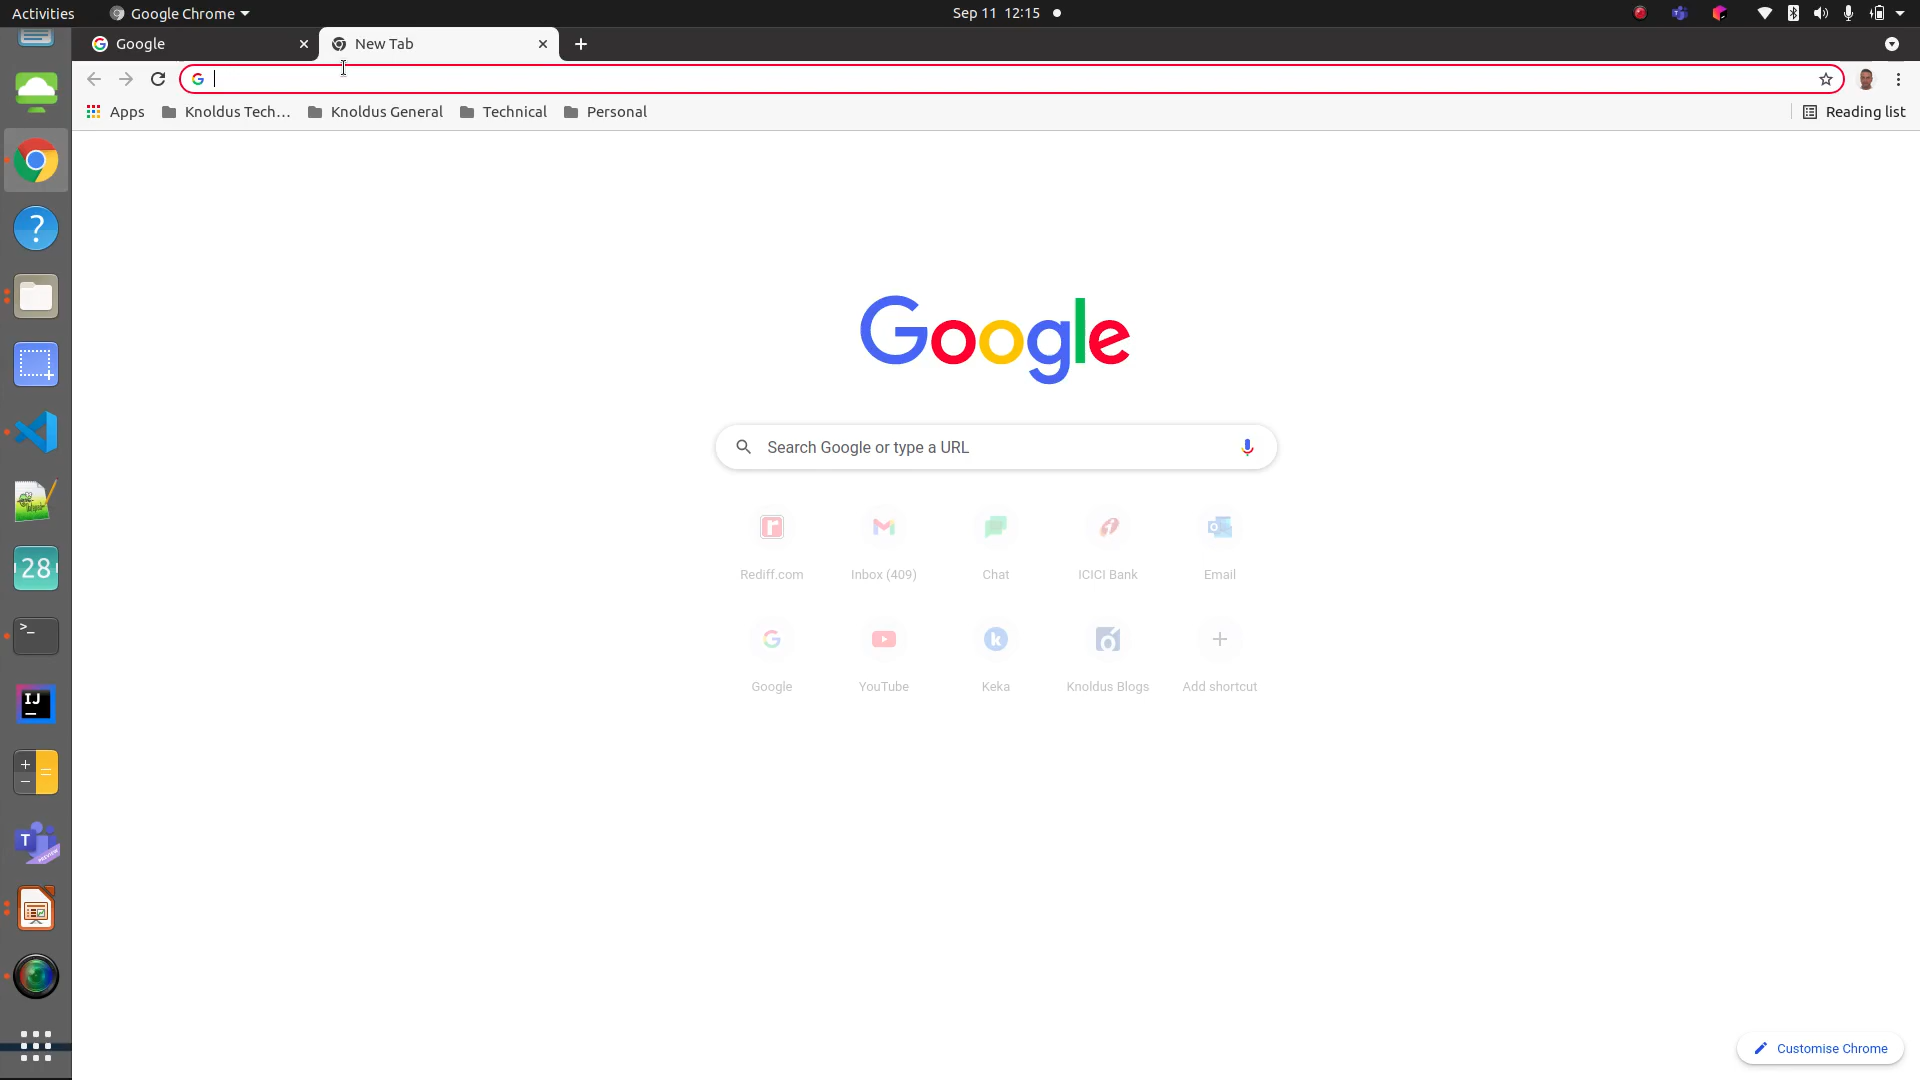 Activities
Google Chrome
Sep 11 12:15
Google
New Tab
Apps
Knoldus Tech…
Knoldus General
Technical
Personal
Reading list
Google
Search Google or type a URL
Rediff.com
Inbox (409)
Chat
ICICI Bank
Email
Google
YouTube
Keka
Knoldus Blogs
Add shortcut
28
>_
IJ
T
Customise Chrome